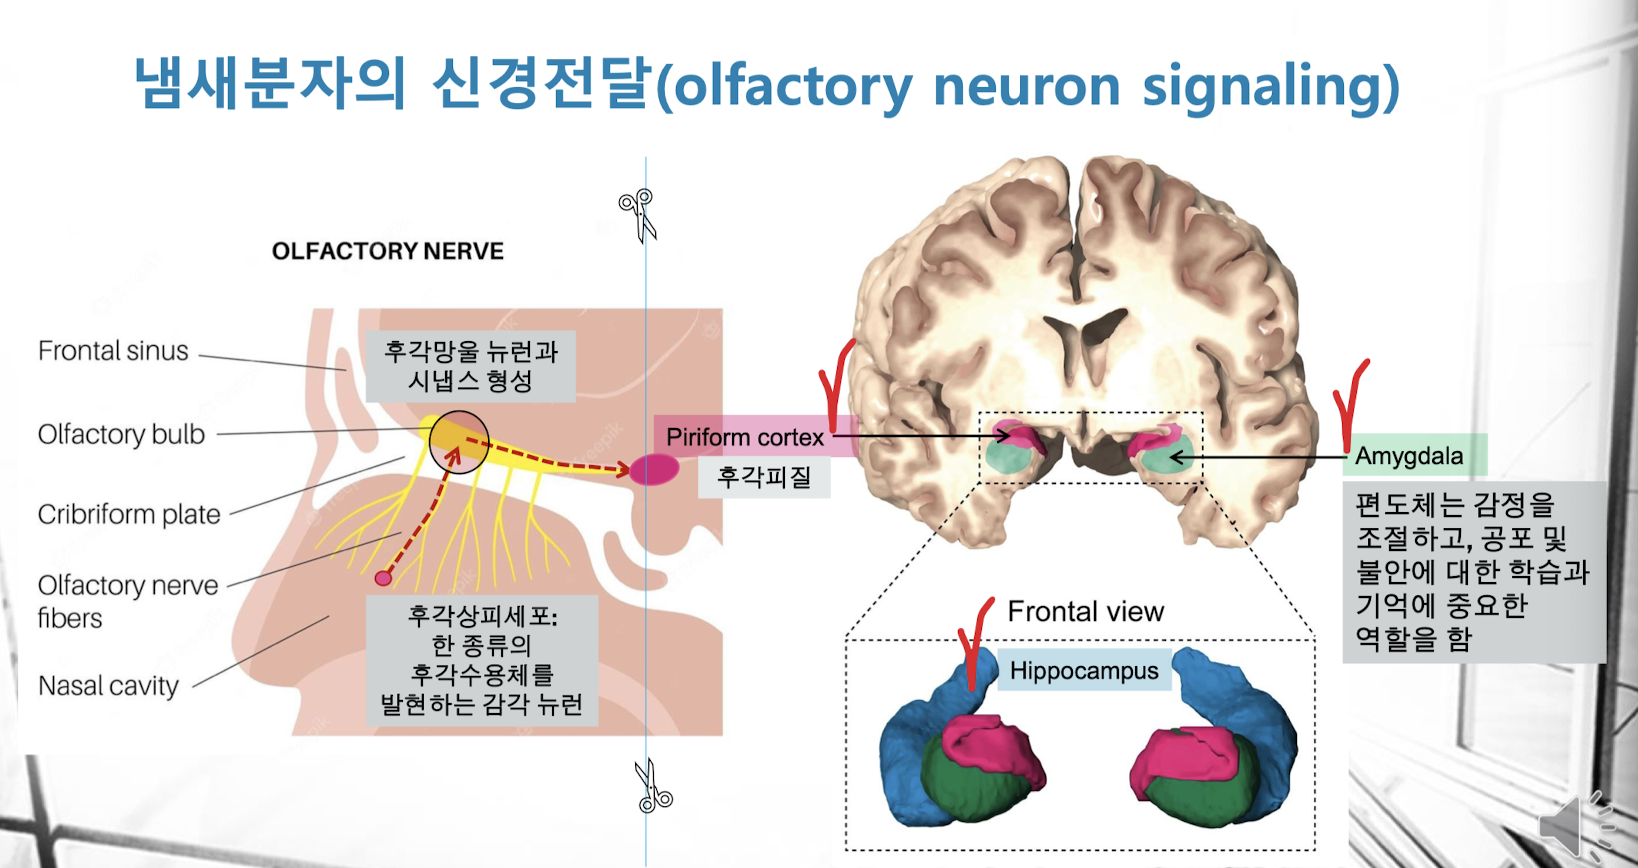 냄새분자의 신경전달(olfactory neuron signaling)
OLFACTORY NERVE
Frontal sinus
Olfactory bulb
Cribriform plate
Olfactory nerve
fibers
Nasal cavity
후각망울 뉴런과
시냅스 형성
후각상피세포:
한 종류의
후각수용체를
발현하는 감각 뉴런
Piriform cortex
후각피질
Amygdala
편도체는 감정을
조절하고, 공포 및
불안에 대한 학습과
기억에 중요한
역할을 함
Frontal view
Hippocampus